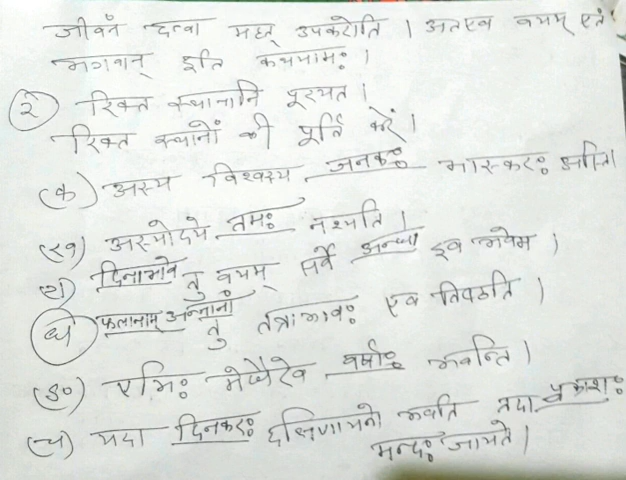 जीवनं दत्वा महत् उपकरोति । अतएव वयम् एतं
भगवान् इति कथयामः ।
(२) रिक्त स्थानानि पूरयत ।
रिक्त स्थानों की पूर्ति करें ।
(क) अस्य विश्वस्य जनकः भास्करः अस्ति।
(ख) अस्योदये तमः नश्यति ।
(ग) दिनाभावे तु वयम् सर्वे अन्धा इव भवेम ।
(घ) फलानाम् अन्नानां तु तत्राभावः एव तिष्ठति ।
(ङ) एभिः मेघैरेव वर्षाः भवन्ति ।
(च) यदा दिनकरः दक्षिणायनो भवति तदा प्रकाशः
मन्दः जायते ।